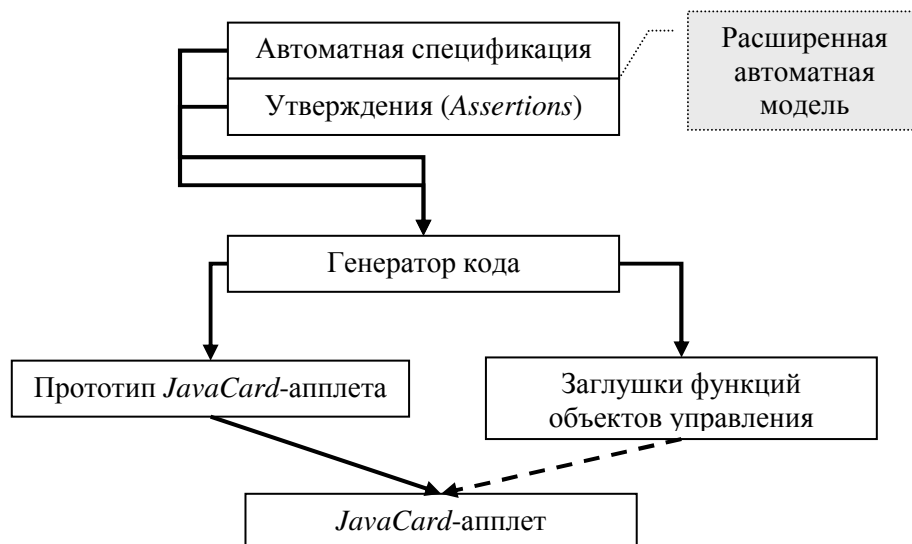 Автоматная спецификация
Утверждения (Assertions)
Расширенная
автоматная
модель
Генератор кода
Прототип JavaCard-апплета
Заглушки функций
объектов управления
JavaCard-апплет